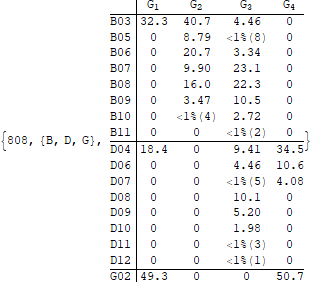 G1 G2 G3 G4
B03 32.3 40.7 4.46 0
B05 0 8.79 <1%(8) 0
B06 0 20.7 3.34 0
B07 0 9.90 23.1 0
B08 0 16.0 22.3 0
B09 0 3.47 10.5 0
B10 0 <1%(4) 2.72 0
B11 0 0 <1%(2) 0
{808, {B, D, G}, D04 18.4 0 9.41 34.5 }
D06 0 0 4.46 10.6
D07 0 0 <1%(5) 4.08
D08 0 0 10.1 0
D09 0 0 5.20 0
D10 0 0 1.98 0
D11 0 0 <1%(3) 0
D12 0 0 <1%(1) 0
G02 49.3 0 0 50.7